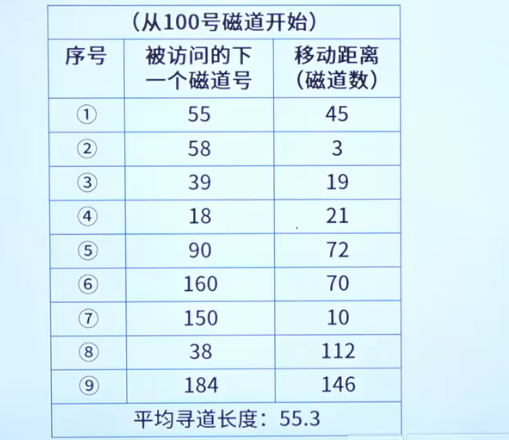 （从100号磁道开始）
序号 被访问的下一个磁道号 移动距离（磁道数）
① 55 45
② 58 3
③ 39 19
④ 18 21
⑤ 90 72
⑥ 160 70
⑦ 150 10
⑧ 38 112
⑨ 184 146
平均寻道长度：55.3